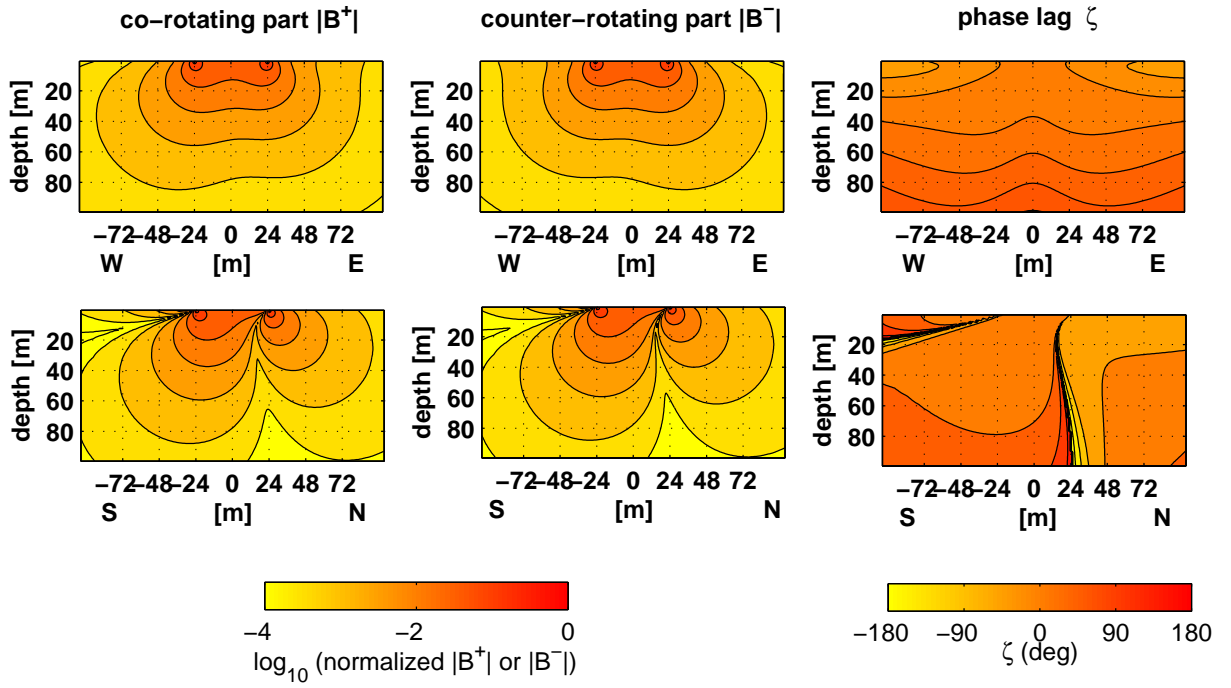 co−rotating part |B⁺| counter−rotating part |B⁻| phase lag ζ
depth [m] 20 40 60 80 depth [m] 20 40 60 80 depth [m] 20 40 60 80
−72 −48 −24 0 24 48 72 −72 −48 −24 0 24 48 72 −72 −48 −24 0 24 48 72
W [m] E W [m] E W [m] E
depth [m] 20 40 60 80 depth [m] 20 40 60 80 depth [m] 20 40 60 80
−72 −48 −24 0 24 48 72 −72 −48 −24 0 24 48 72 −72 −48 −24 0 24 48 72
S [m] N S [m] N S [m] N
−4 −2 0 −180 −90 0 90 180
log₁₀ (normalized |B⁺| or |B⁻|) ζ (deg)